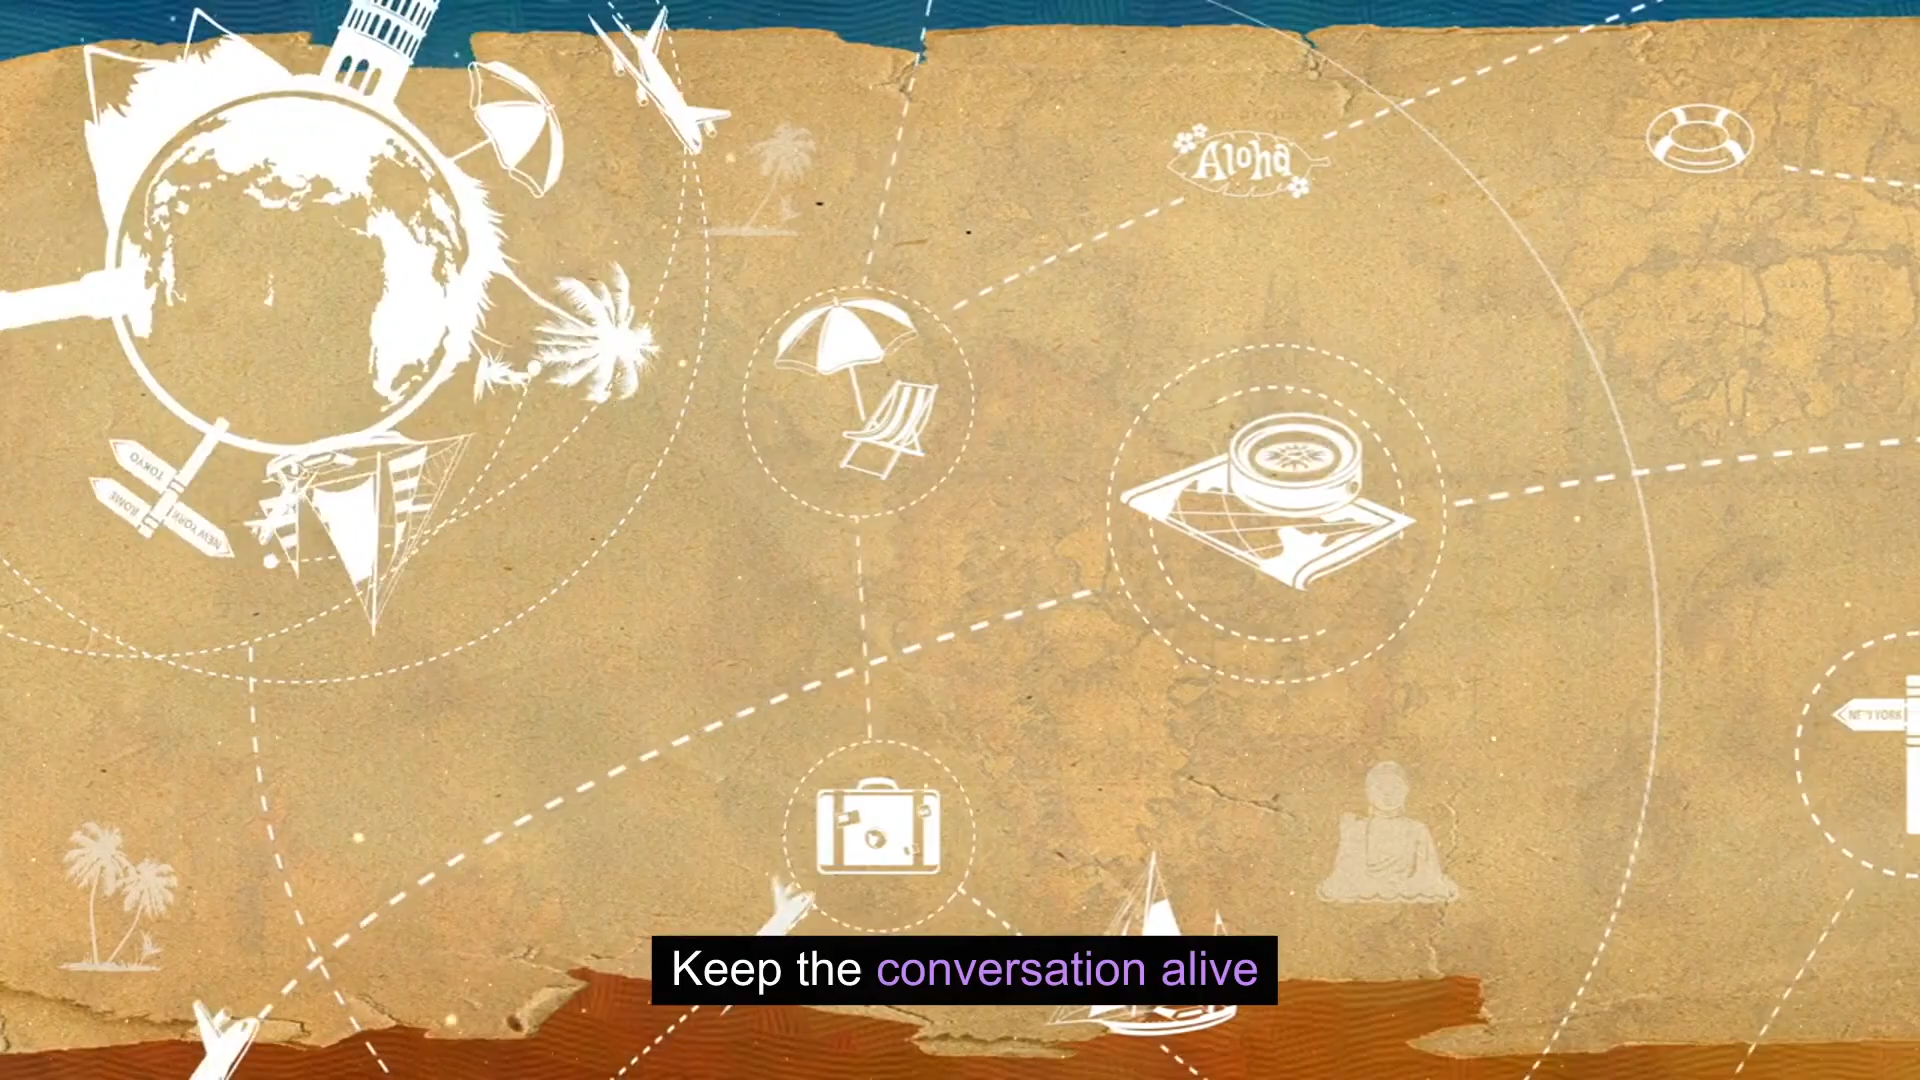 Aloha
TOKYO
ROME
NEW YORK
NEW YORK
Keep the conversation alive